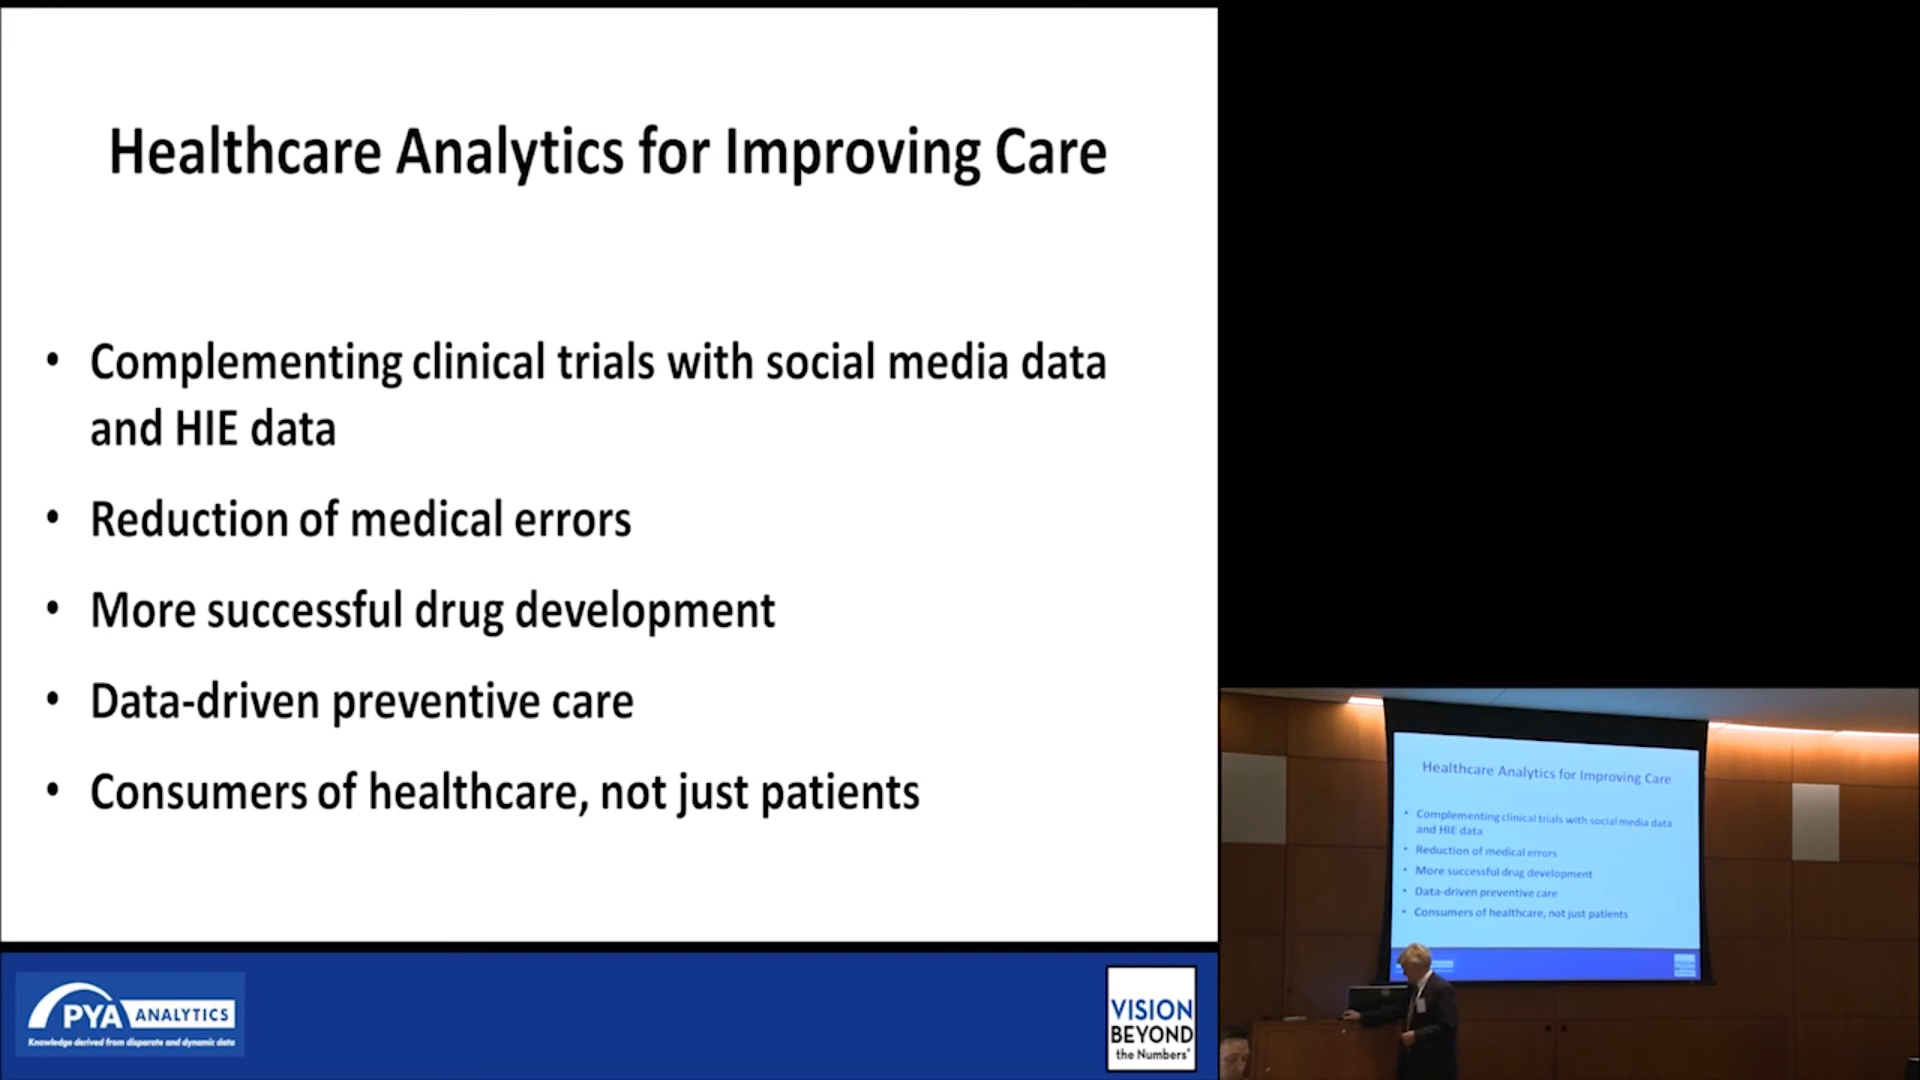 Healthcare Analytics for Improving Care
• Complementing clinical trials with social media data
and HIE data
• Reduction of medical errors
• More successful drug development
• Data-driven preventive care
• Consumers of healthcare, not just patients
PYA ANALYTICS
Knowledge derived from disparate and dynamic data
VISION
BEYOND
the Numbers®
Healthcare Analytics for Improving Care
• Complementing clinical trials with social media data
and HIE data
• Reduction of medical errors
• More successful drug development
• Data-driven preventive care
• Consumers of healthcare, not just patients